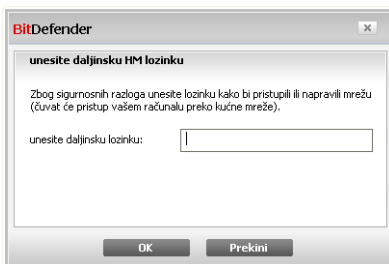 BitDefender
unesite daljinsku HM lozinku
Zbog sigurnosnih razloga unesite lozinku kako bi pristupili ili napravili mrežu
(čuvat će pristup vašem računalu preko kućne mreže).
unesite daljinsku lozinku:
OK Prekini